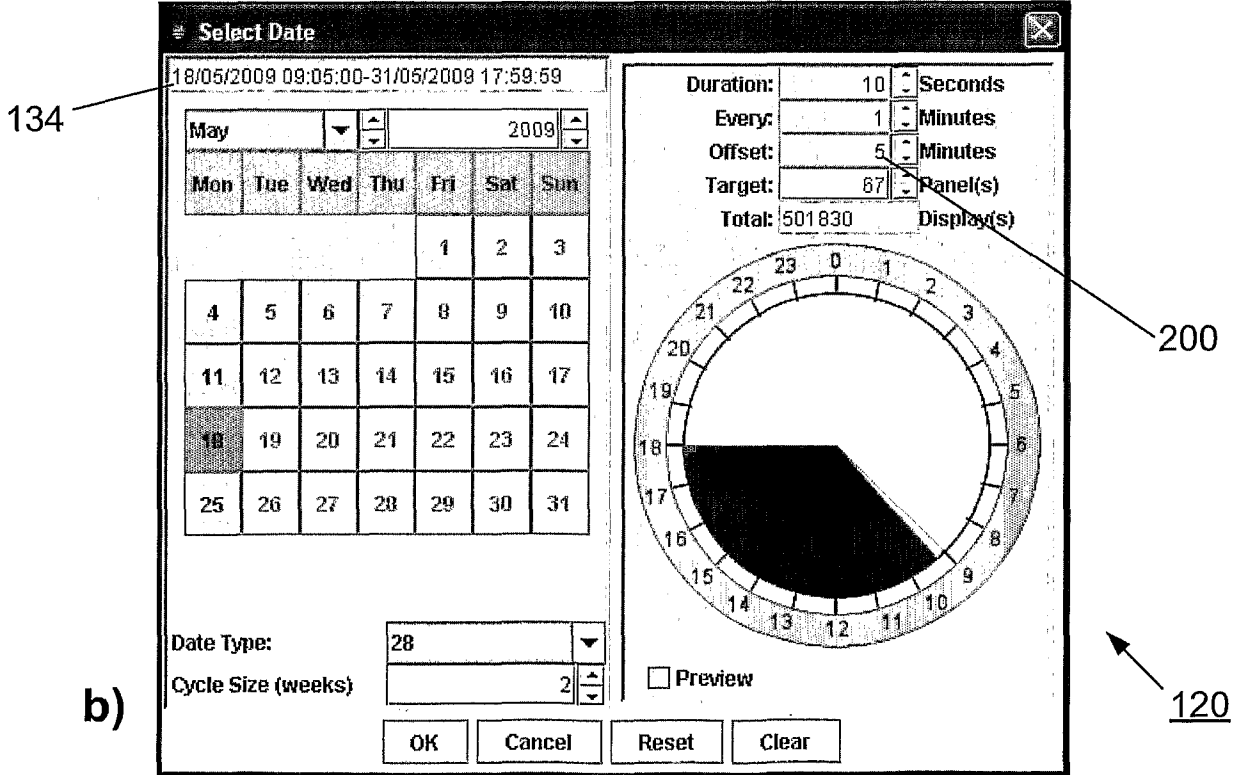 Select Date
18/05/2009 09:05:00-31/05/2009 17:59:59
134
May 2009
Mon Tue Wed Thu Fri Sat Sun
1 2 3
4 5 6 7 8 9 10
11 12 13 14 15 16 17
18 19 20 21 22 23 24
25 26 27 28 29 30 31
Date Type: 28
Cycle Size (weeks) 2
b)
Duration: 10 Seconds
Every: 1 Minutes
Offset: 5 Minutes
Target: 67 Panel(s)
Total: 501830 Display(s)
200
0 1 2 3 4 5 6 7 8 9 10 11 12 13 14 15 16 17 18 19 20 21 22 23
Preview
120
OK Cancel Reset Clear